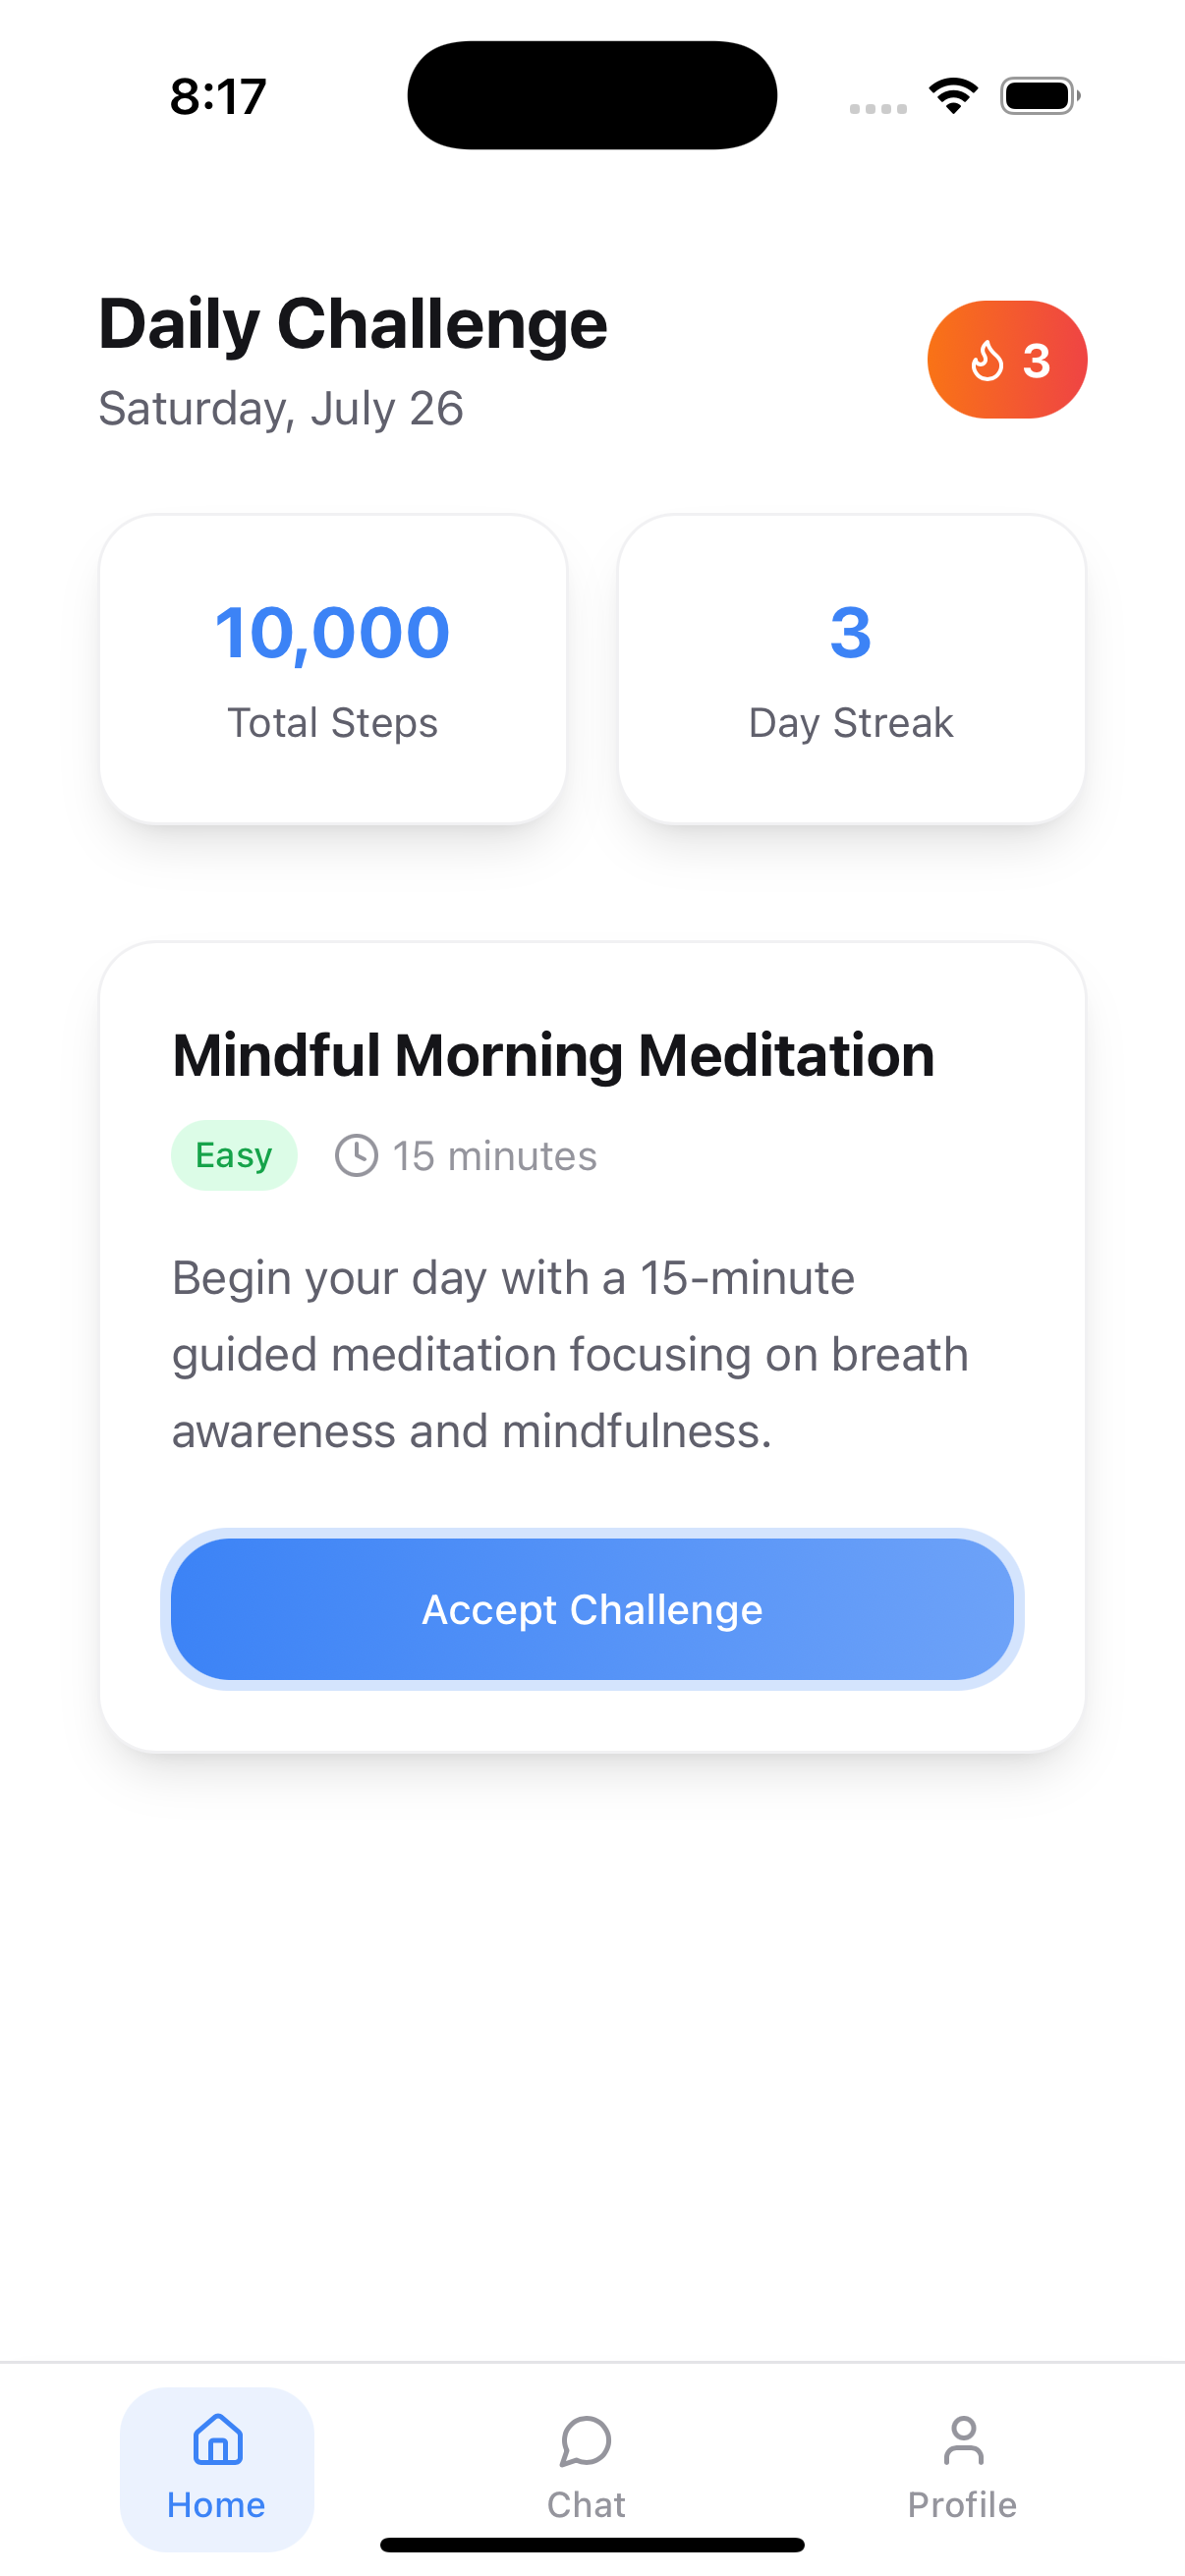 8:17
Daily Challenge
Saturday, July 26
3
10,000
Total Steps
3
Day Streak
Mindful Morning Meditation
Easy
15 minutes
Begin your day with a 15-minute
guided meditation focusing on breath
awareness and mindfulness.
Accept Challenge
Home
Chat
Profile